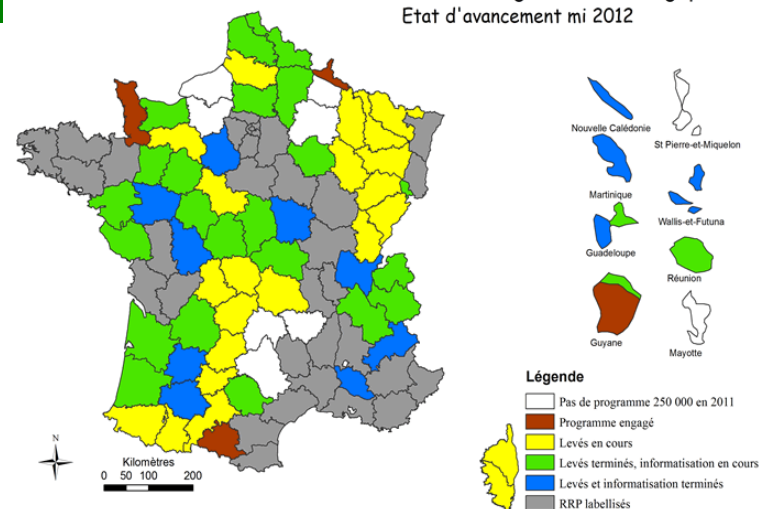 Etat d'avancement mi 2012
Nouvelle Calédonie
St Pierre-et-Miquelon
Martinique
Wallis-et-Futuna
Guadeloupe
Réunion
Guyane
Mayotte
Légende
Pas de programme 250 000 en 2011
Programme engagé
Levés en cours
Levés terminés, informatisation en cours
Levés et informatisation terminés
RRP labellisés
N
Kilomètres
0 50 100 200